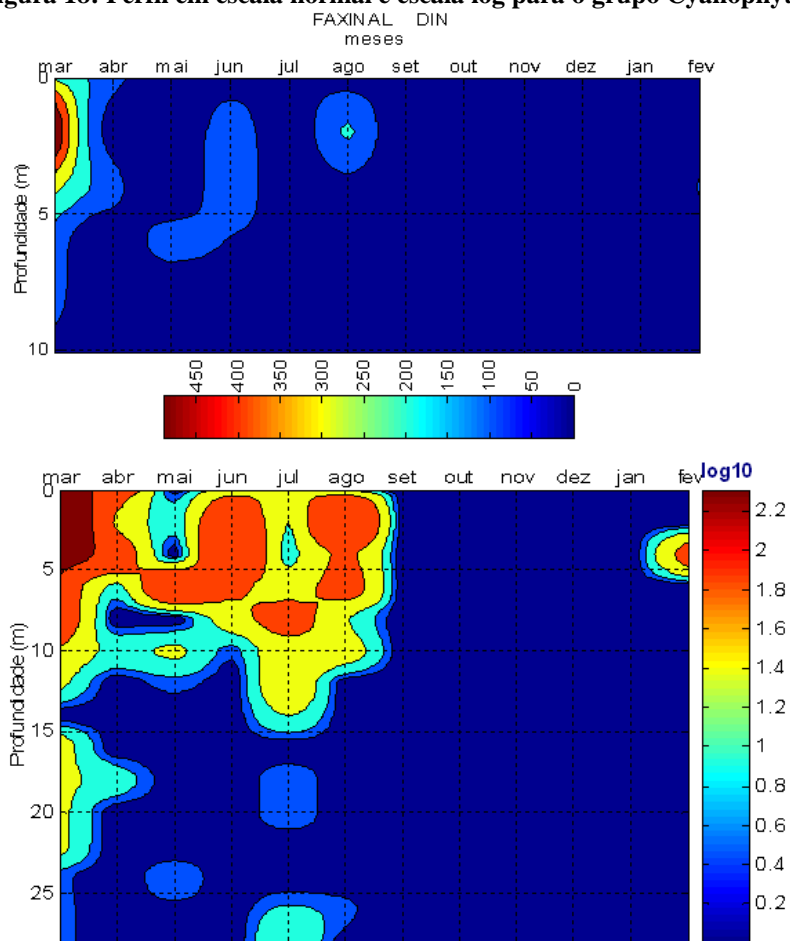 FAXINAL DIN
meses
mar abr mai jun jul ago set out nov dez jan fev
0
5
10
Profundidade (m)
450 400 350 300 250 200 150 100 50 0
mar abr mai jun jul ago set out nov dez jan fev
log10
0
5
10
15
20
25
Profundidade (m)
2.2
2
1.8
1.6
1.4
1.2
1
0.8
0.6
0.4
0.2